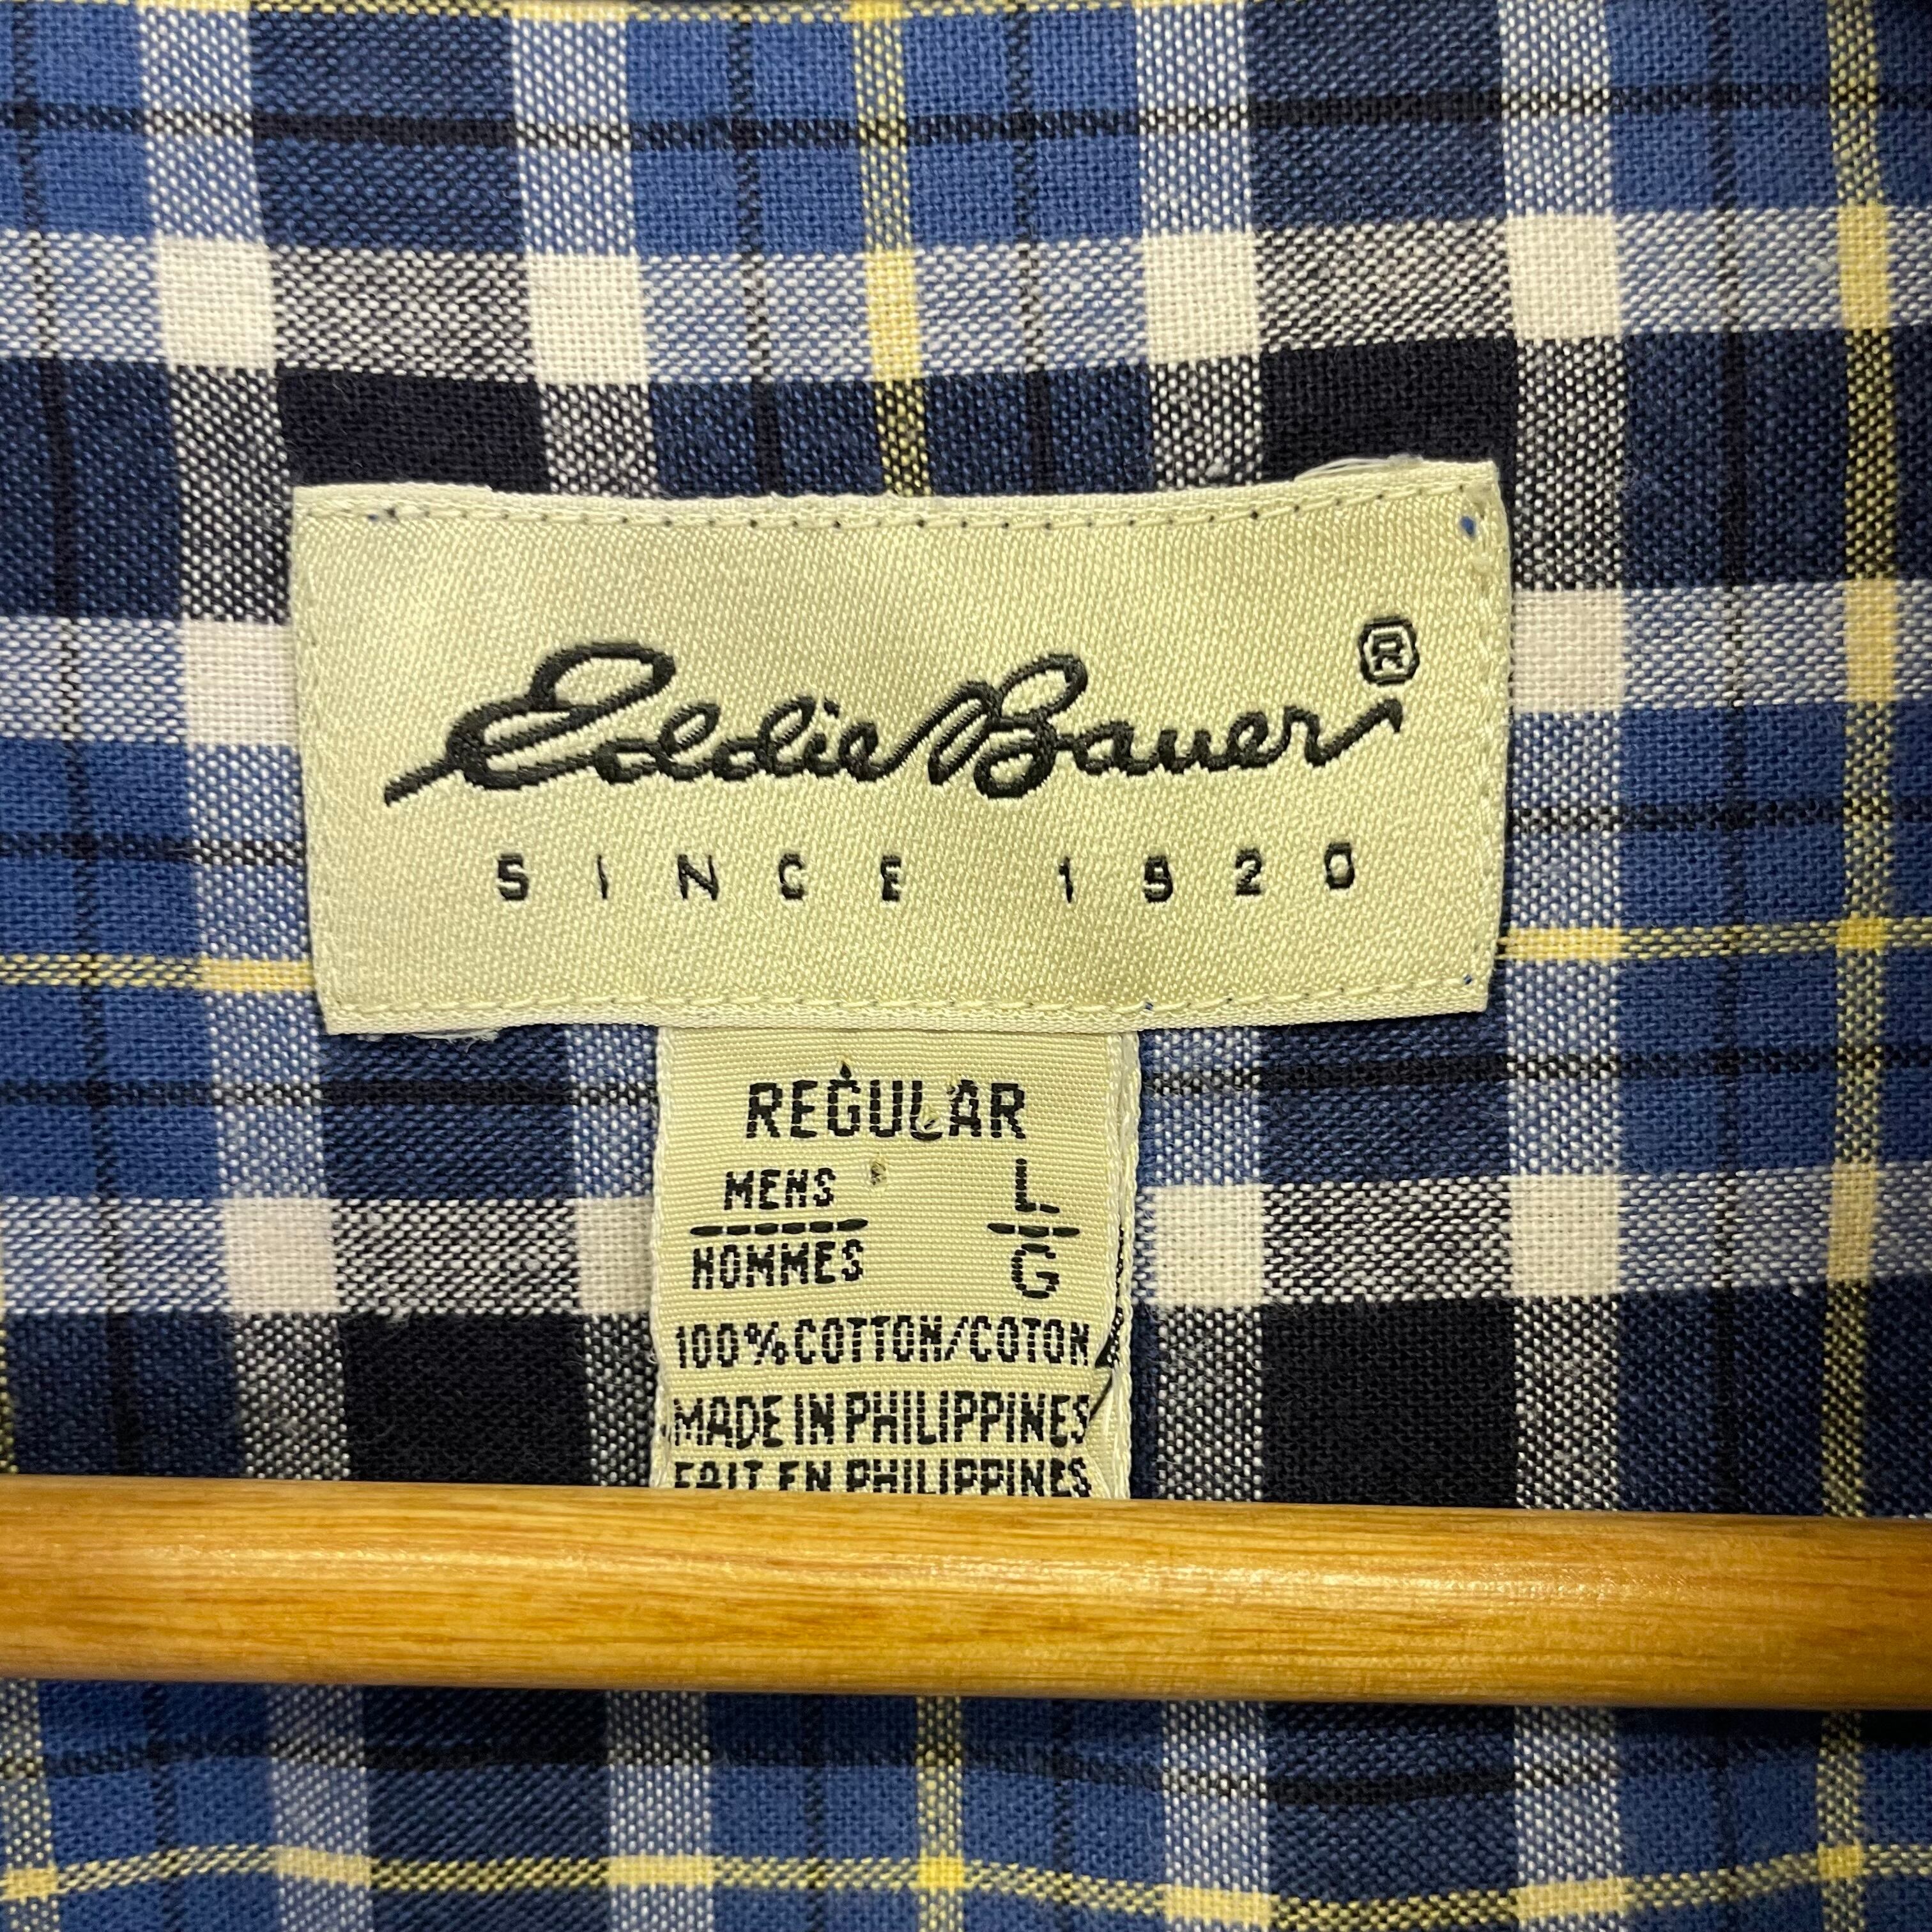 Eddie Bauer®
SINCE 1920
REGULAR
MENS L
HOMMES G
100% COTTON/COTON
MADE IN PHILIPPINES
FAIT EN PHILIPPINES